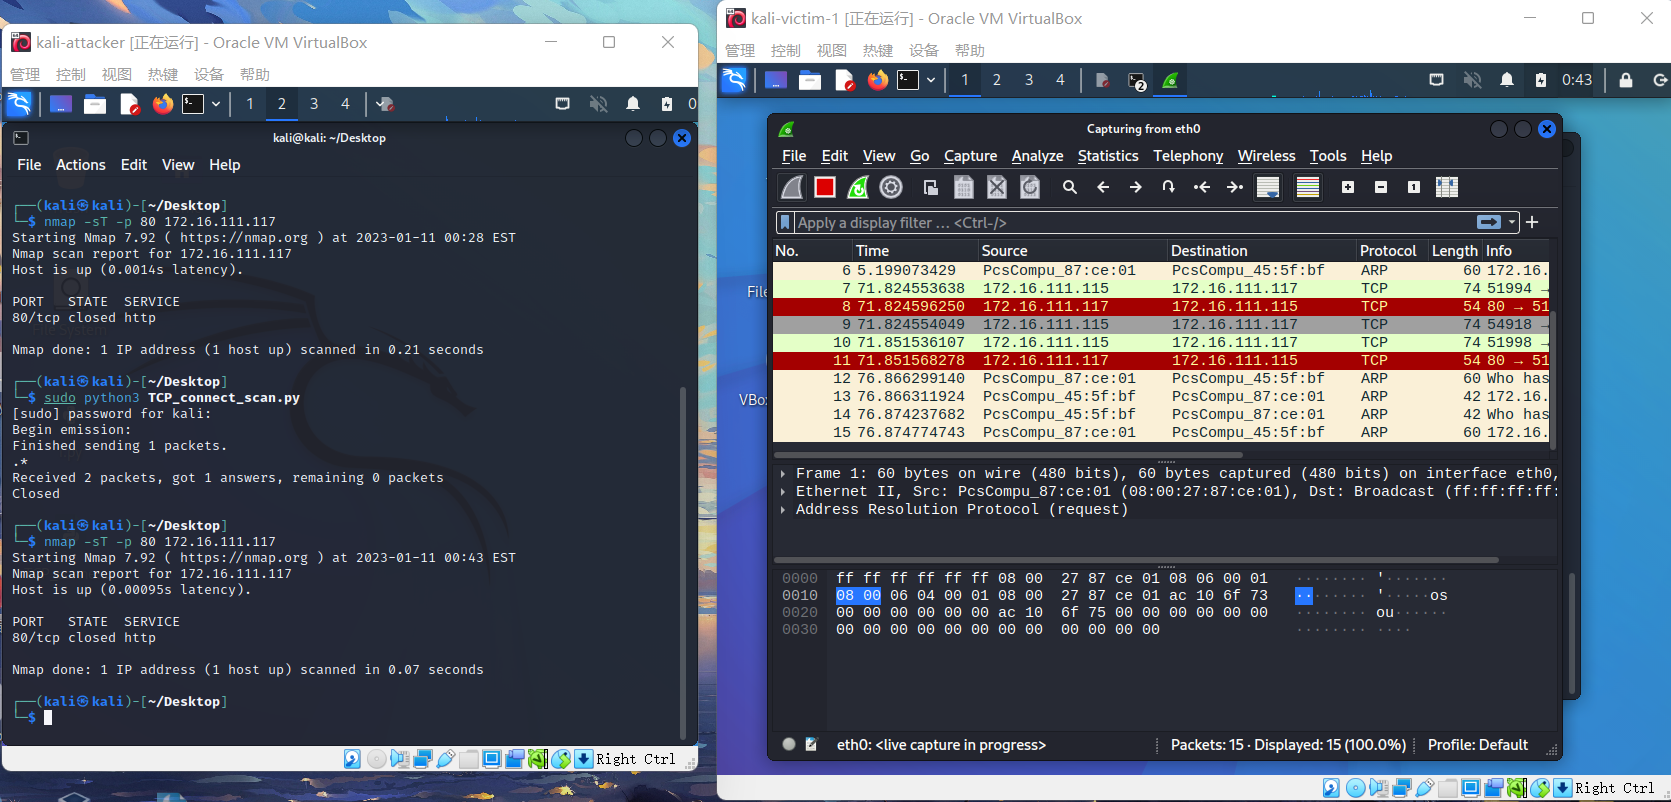 kali-attacker [正在运行] - Oracle VM VirtualBox
管理 控制 视图 热键 设备 帮助
1 2 3 4 0
kali@kali: ~/Desktop
File Actions Edit View Help
┌──(kali㉿kali)-[~/Desktop]
└─$ nmap -sT -p 80 172.16.111.117
Starting Nmap 7.92 ( https://nmap.org ) at 2023-01-11 00:28 EST
Nmap scan report for 172.16.111.117
Host is up (0.0014s latency).
PORT   STATE  SERVICE
80/tcp closed http
Nmap done: 1 IP address (1 host up) scanned in 0.21 seconds
┌──(kali㉿kali)-[~/Desktop]
└─$ sudo python3 TCP_connect_scan.py
[sudo] password for kali:
Begin emission:
Finished sending 1 packets.
.*
Received 2 packets, got 1 answers, remaining 0 packets
Closed
┌──(kali㉿kali)-[~/Desktop]
└─$ nmap -sT -p 80 172.16.111.117
Starting Nmap 7.92 ( https://nmap.org ) at 2023-01-11 00:43 EST
Nmap scan report for 172.16.111.117
Host is up (0.00095s latency).
PORT   STATE  SERVICE
80/tcp closed http
Nmap done: 1 IP address (1 host up) scanned in 0.07 seconds
┌──(kali㉿kali)-[~/Desktop]
└─$
Right Ctrl
kali-victim-1 [正在运行] - Oracle VM VirtualBox
管理 控制 视图 热键 设备 帮助
1 2 3 4 2 0:43
File
VBox
Capturing from eth0
File Edit View Go Capture Analyze Statistics Telephony Wireless Tools Help
Apply a display filter … <Ctrl-/>
No. Time Source Destination Protocol Length Info
6 5.199073429 PcsCompu_87:ce:01 PcsCompu_45:5f:bf ARP 60 172.16.
7 71.824553638 172.16.111.115 172.16.111.117 TCP 74 51994 →
8 71.824596250 172.16.111.117 172.16.111.115 TCP 54 80 → 51
9 71.824554049 172.16.111.115 172.16.111.117 TCP 74 54918 →
10 71.851536107 172.16.111.115 172.16.111.117 TCP 74 51998 →
11 71.851568278 172.16.111.117 172.16.111.115 TCP 54 80 → 51
12 76.866299140 PcsCompu_87:ce:01 PcsCompu_45:5f:bf ARP 60 Who has
13 76.866311924 PcsCompu_45:5f:bf PcsCompu_87:ce:01 ARP 42 172.16.
14 76.874237682 PcsCompu_45:5f:bf PcsCompu_87:ce:01 ARP 42 Who has
15 76.874774743 PcsCompu_87:ce:01 PcsCompu_45:5f:bf ARP 60 172.16.
Frame 1: 60 bytes on wire (480 bits), 60 bytes captured (480 bits) on interface eth0,
Ethernet II, Src: PcsCompu_87:ce:01 (08:00:27:87:ce:01), Dst: Broadcast (ff:ff:ff:ff:
Address Resolution Protocol (request)
0000 ff ff ff ff ff ff 08 00 27 87 ce 01 08 06 00 01 ········ '·······
0010 08 00 06 04 00 01 08 00 27 87 ce 01 ac 10 6f 73 ········ '·····os
0020 00 00 00 00 00 00 ac 10 6f 75 00 00 00 00 00 00 ········ ou······
0030 00 00 00 00 00 00 00 00 00 00 00 00 ········ ····
eth0: <live capture in progress> Packets: 15 · Displayed: 15 (100.0%) Profile: Default
Right Ctrl